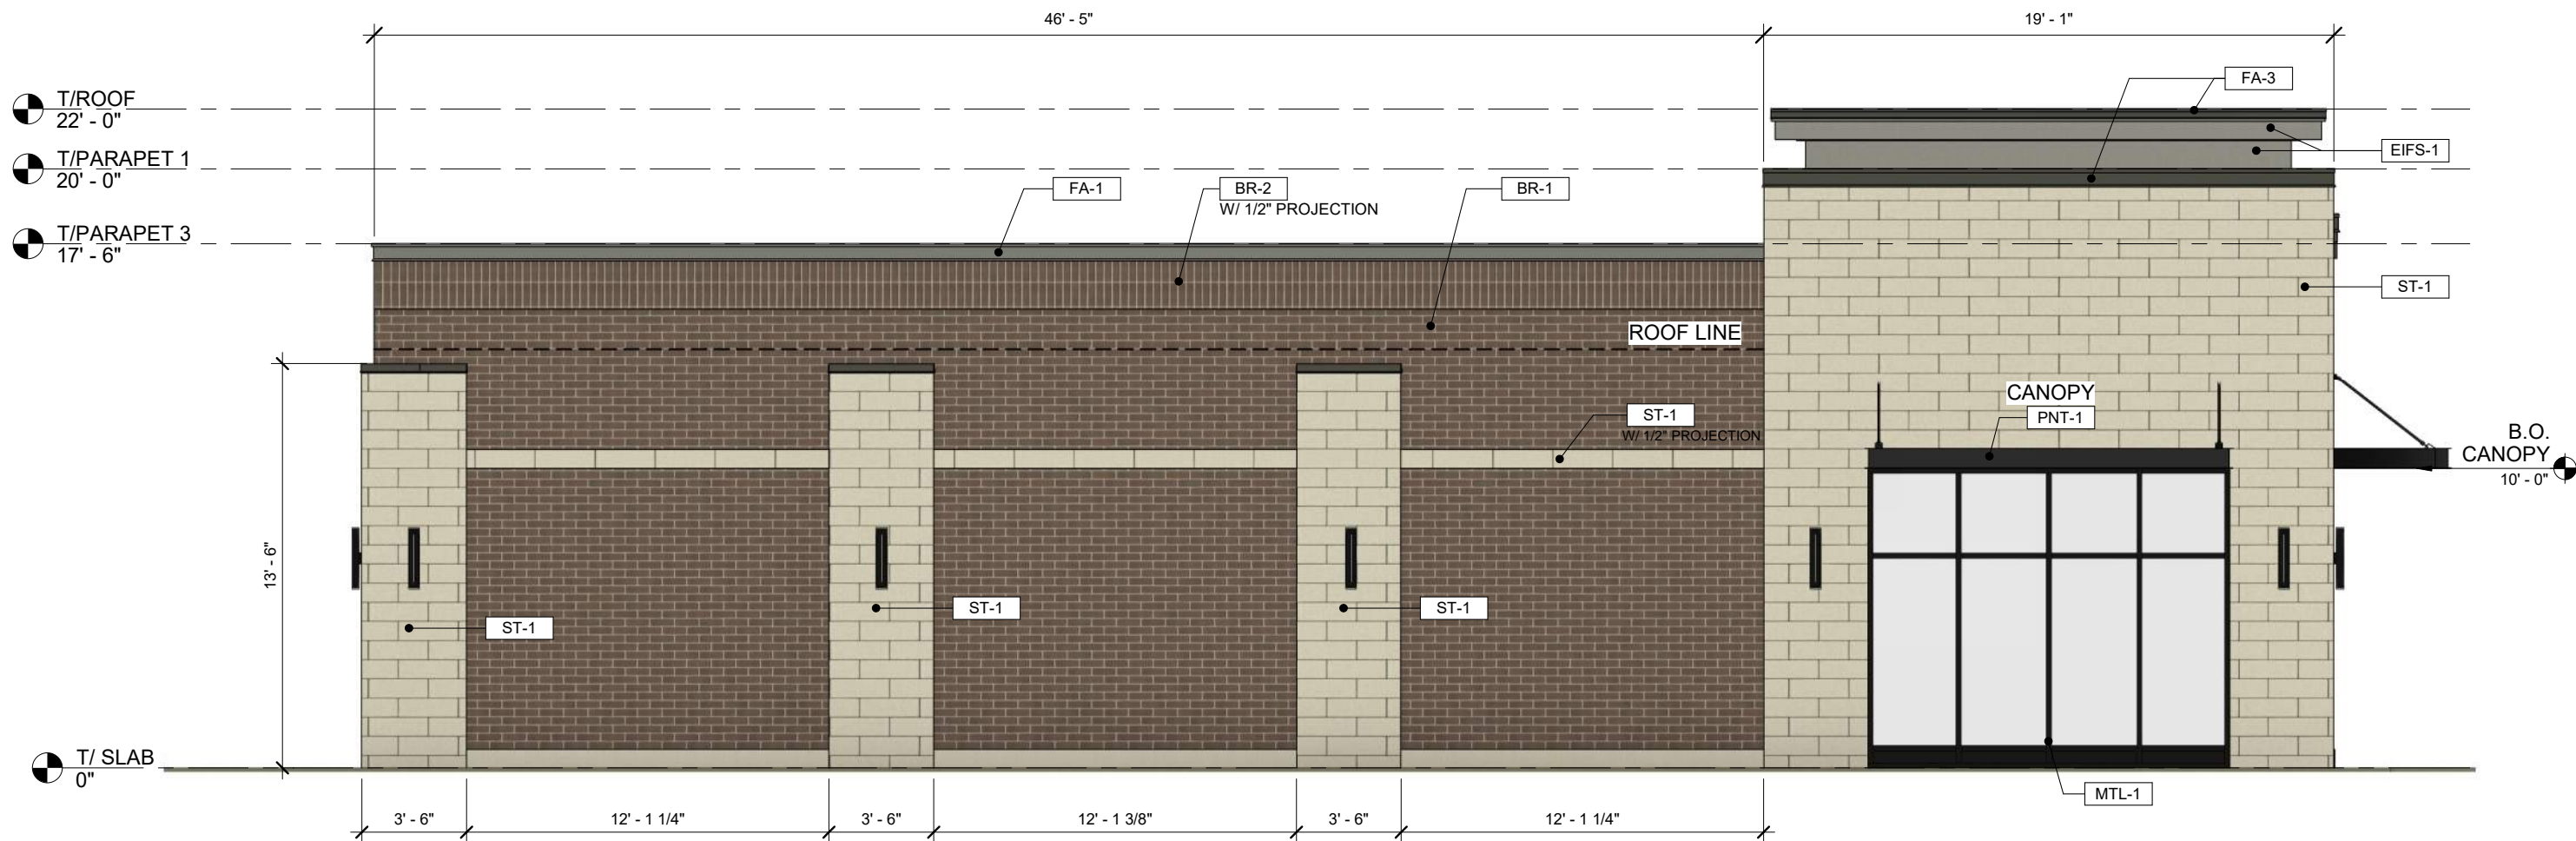 46' - 5"
19' - 1"
FA-3
T/ROOF
22' - 0"
EIFS-1
T/PARAPET 1
20' - 0"
FA-1
BR-2
W/ 1/2" PROJECTION
BR-1
T/PARAPET 3
17' - 6"
ST-1
ROOF LINE
CANOPY
PNT-1
ST-1
W/ 1/2" PROJECTION
B.O.
CANOPY
10' - 0"
13' - 6"
ST-1
ST-1
ST-1
T/ SLAB
0"
MTL-1
3' - 6"
12' - 1 1/4"
3' - 6"
12' - 1 3/8"
3' - 6"
12' - 1 1/4"